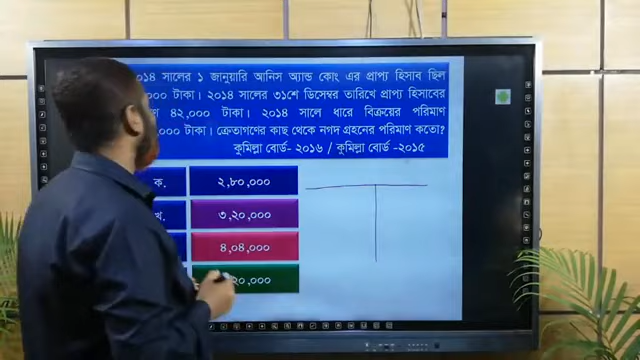 ০১৪ সালের ১ জানুয়ারি আনিস অ্যান্ড কোং এর প্রাপ্য হিসাব ছিল
০০০ টাকা। ২০১৪ সালের ৩১শে ডিসেম্বর তারিখে প্রাপ্য হিসাবের
৪২,০০০ টাকা। ২০১৪ সালে ধারে বিক্রয়ের পরিমাণ
০০০ টাকা। ক্রেতাগণের কাছ থেকে নগদ গ্রহনের পরিমাণ কতো?
কুমিল্লা বোর্ড- ২০১৬ / কুমিল্লা বোর্ড -২০১৫
ক. ২,৮০,০০০
খ. ৩,২০,০০০
৪,০৪,০০০
২০,০০০